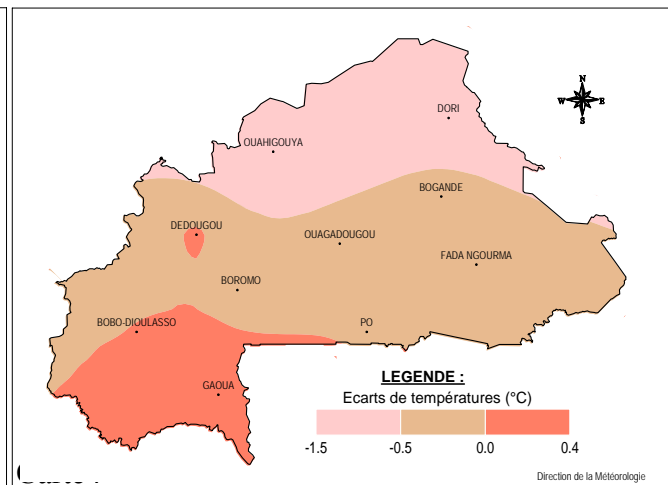 N
W E
S
DORI
OUAHIGOUYA
BOGANDE
DEDOUGOU
OUAGADOUGOU
FADA NGOURMA
BOROMO
BOBO-DIOULASSO
PO
GAOUA
LEGENDE :
Ecarts de températures (°C)
-1.5 -0.5 0.0 0.4
Direction de la Météorologie